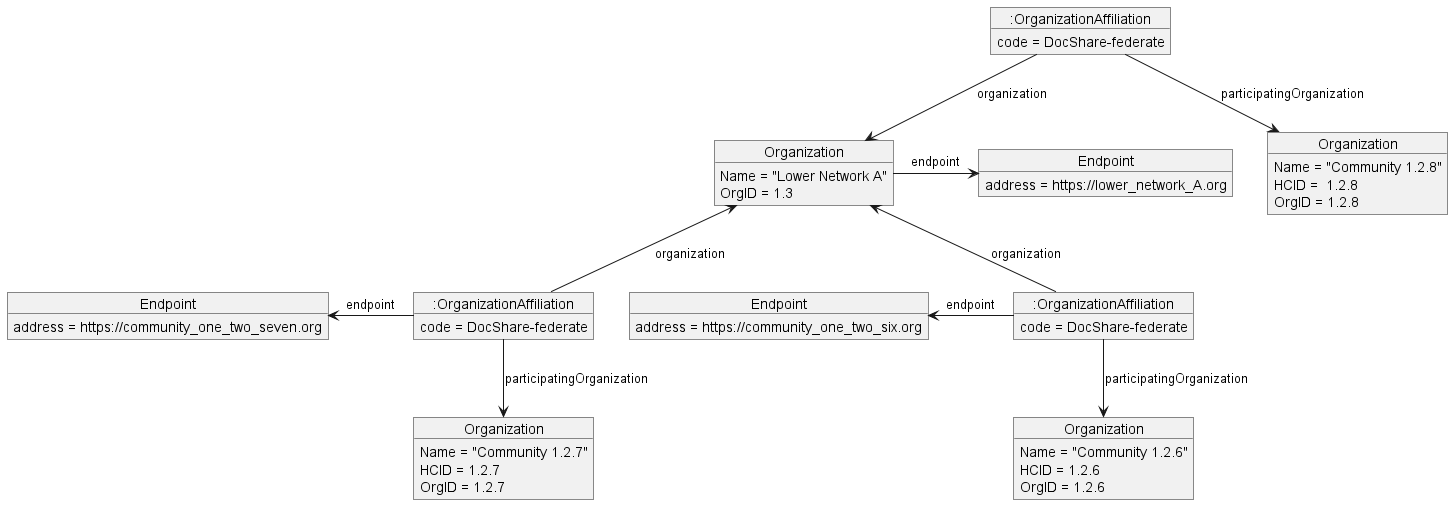 :OrganizationAffiliation
code = DocShare-federate
organization
participatingOrganization
Organization
Name = "Lower Network A"
OrgID = 1.3
endpoint
Endpoint
address = https://lower_network_A.org
Organization
Name = "Community 1.2.8"
HCID =  1.2.8
OrgID = 1.2.8
organization
organization
Endpoint
address = https://community_one_two_seven.org
endpoint
:OrganizationAffiliation
code = DocShare-federate
Endpoint
address = https://community_one_two_six.org
endpoint
:OrganizationAffiliation
code = DocShare-federate
participatingOrganization
participatingOrganization
Organization
Name = "Community 1.2.7"
HCID = 1.2.7
OrgID = 1.2.7
Organization
Name = "Community 1.2.6"
HCID = 1.2.6
OrgID = 1.2.6